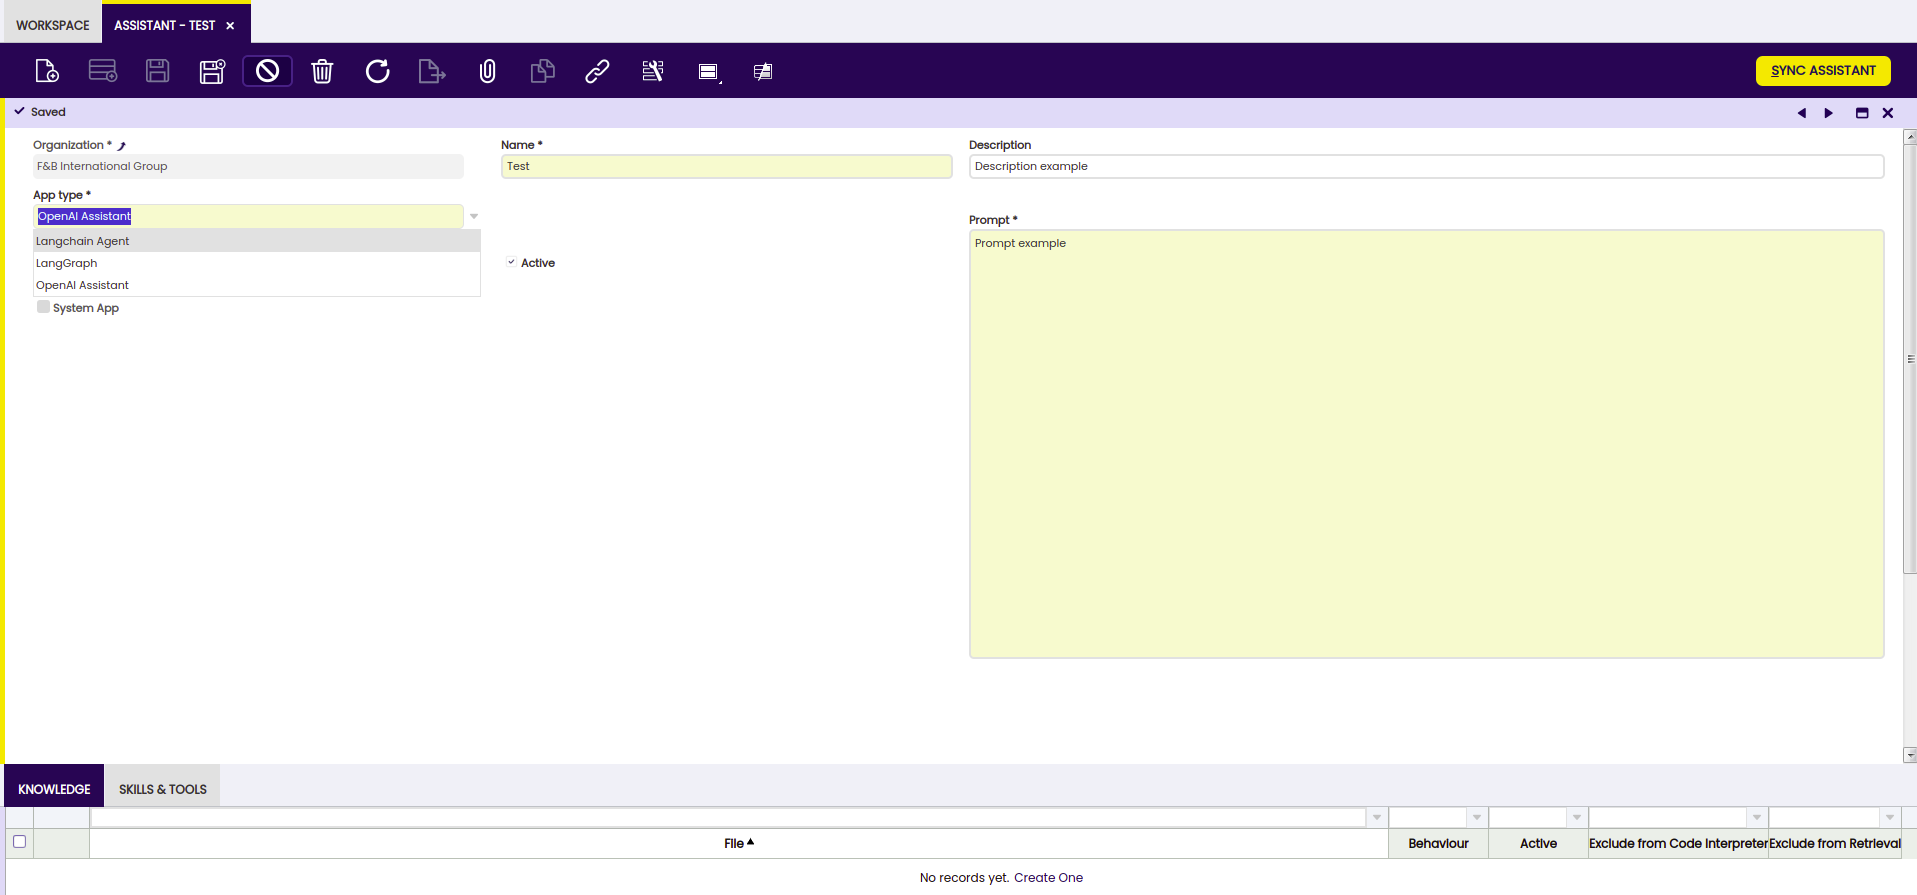 WORKSPACE
ASSISTANT - TEST ×
SYNC ASSISTANT
Saved
Organization *
F&B International Group
Name *
Test
Description
Description example
App type *
OpenAI Assistant
Langchain Agent
LangGraph
OpenAI Assistant
System App
Active
Prompt *
Prompt example
KNOWLEDGE
SKILLS & TOOLS
File
Behaviour
Active
Exclude from Code Interpreter
Exclude from Retrieval
No records yet. Create One